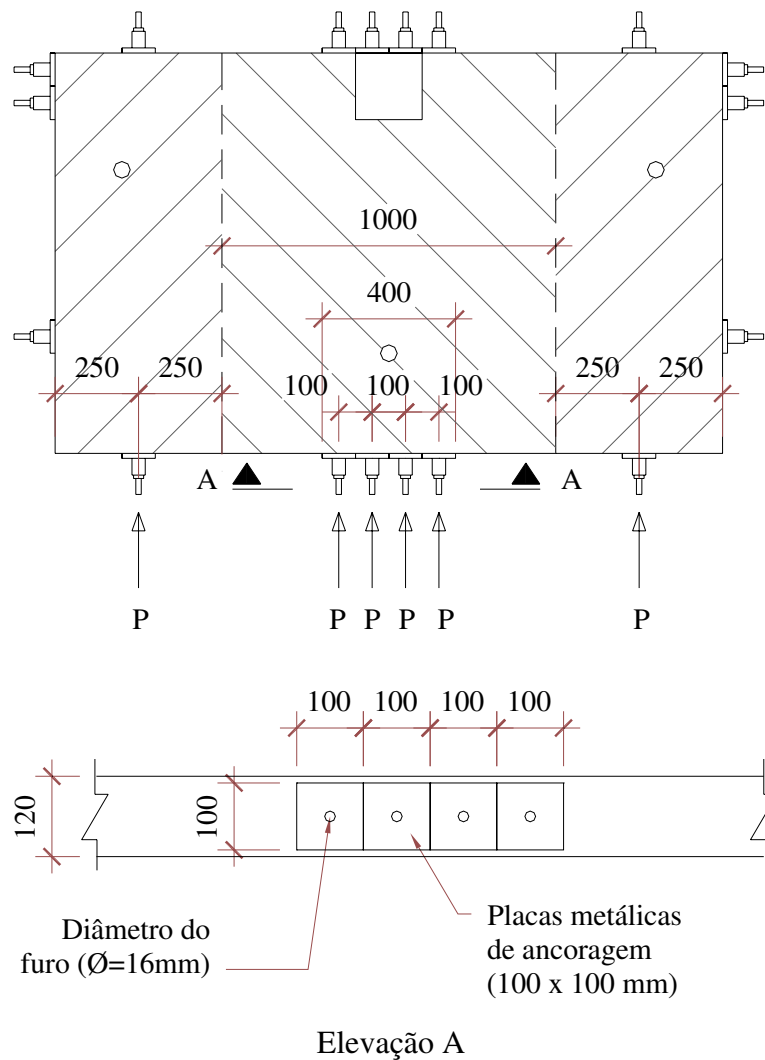 1000
400
250
250
250
250
100
100
100
A
A
P
P
P
P
P
P
100
100
100
100
120
100
Diâmetro do
furo (Ø=16mm)
Placas metálicas
de ancoragem
(100 x 100 mm)
Elevação A